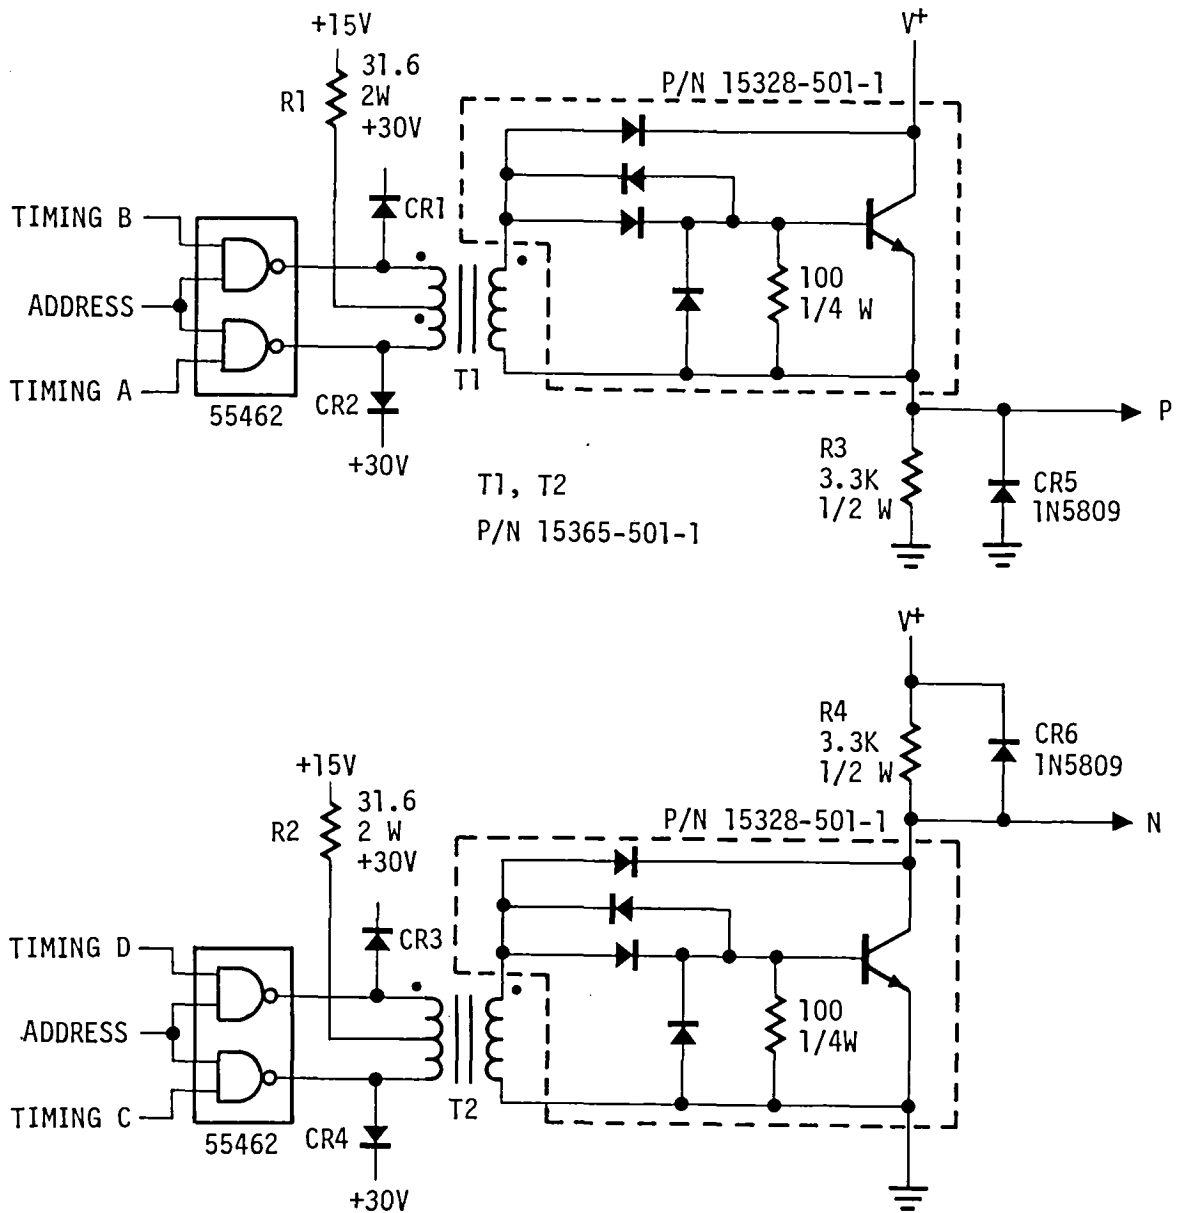 +15V
V+
31.6
2W
+30V
R1
P/N 15328-501-1
CR1
TIMING B
ADDRESS
TIMING A
55462
CR2
+30V
T1
100
1/4 W
P
R3
3.3K
1/2 W
CR5
1N5809
T1, T2
P/N 15365-501-1
V+
R4
3.3K
1/2 W
CR6
1N5809
+15V
31.6
2 W
+30V
R2
P/N 15328-501-1
N
CR3
TIMING D
ADDRESS
TIMING C
55462
CR4
+30V
T2
100
1/4W